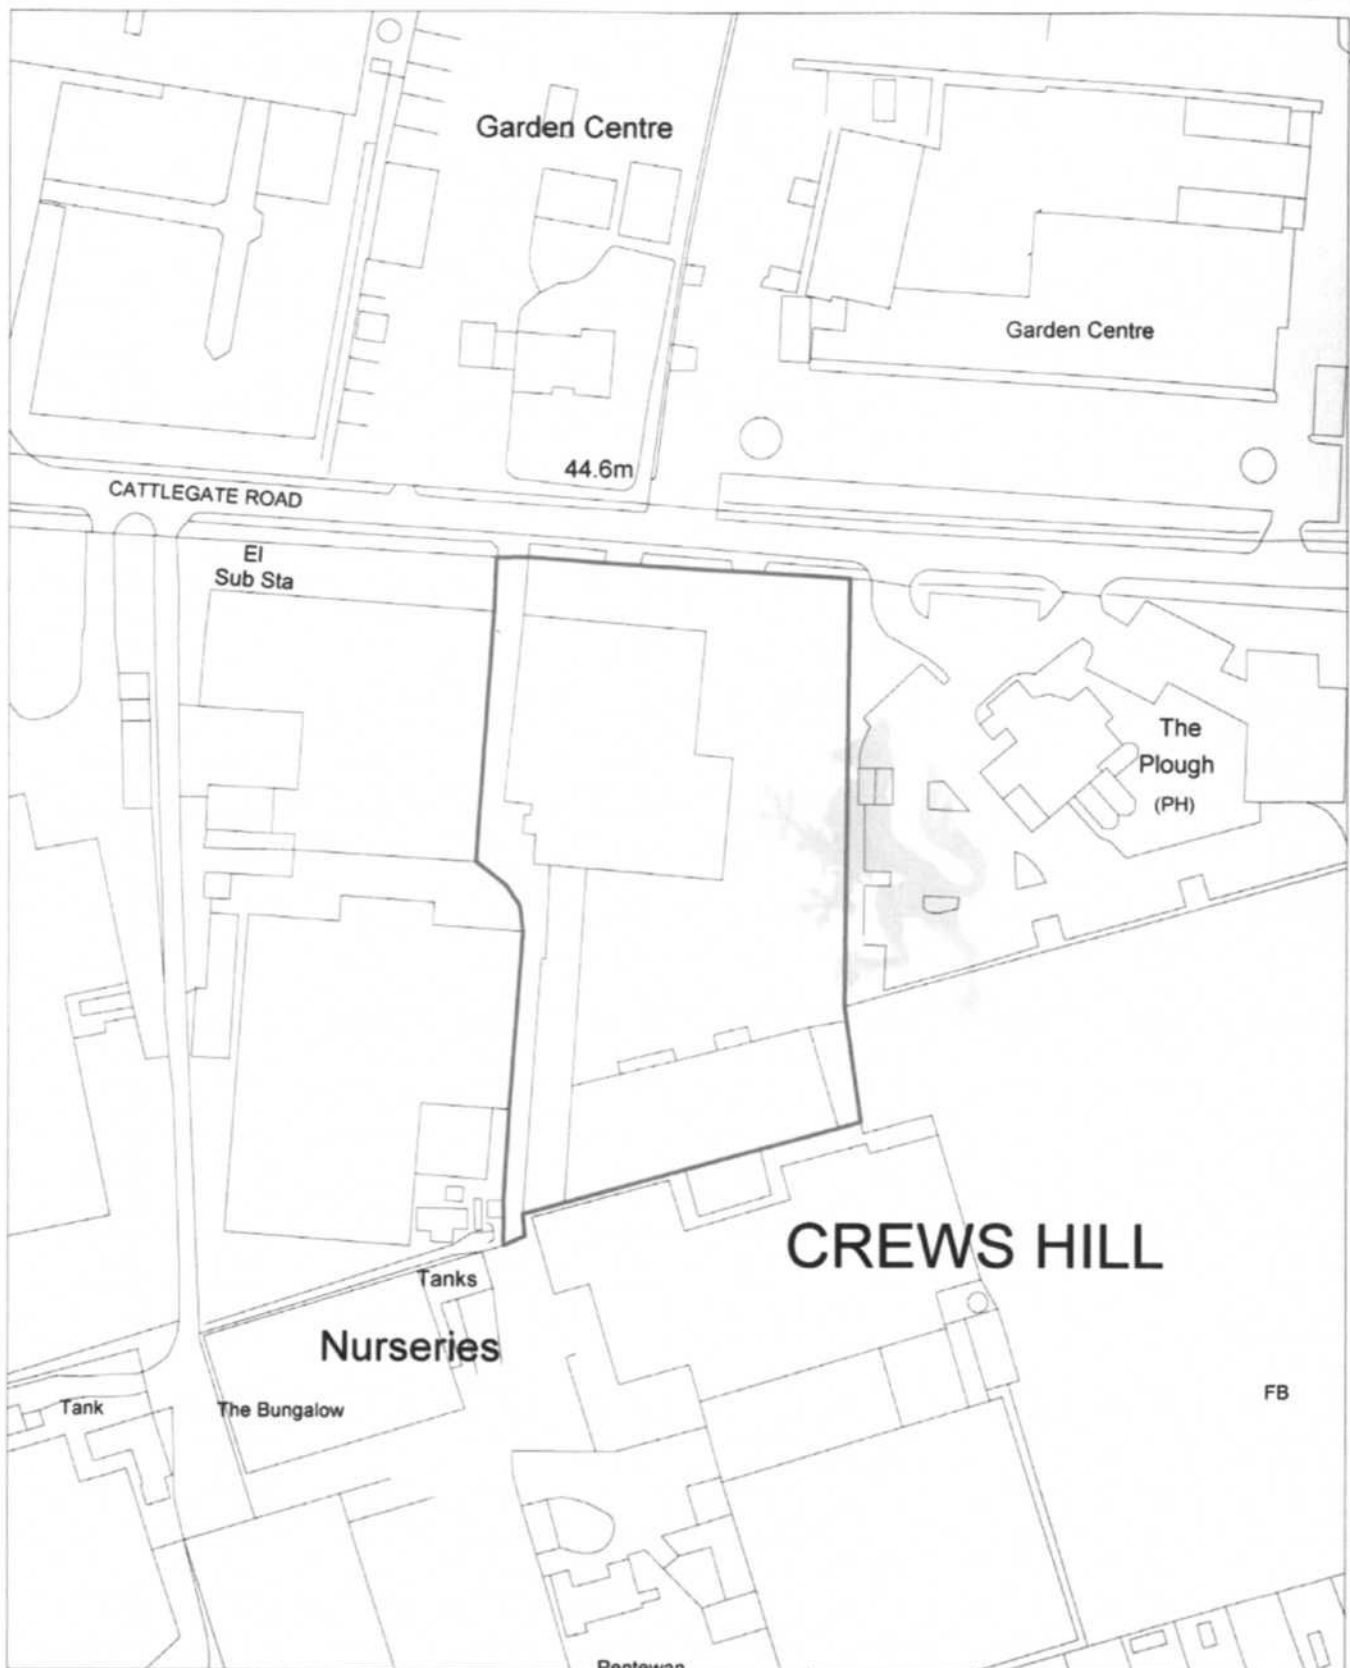 Garden Centre
Garden Centre
44.6m
CATTLEGATE ROAD
El
Sub Sta
The
Plough
(PH)
CREWS HILL
Tanks
Nurseries
Tank
The Bungalow
FB
Pentewan